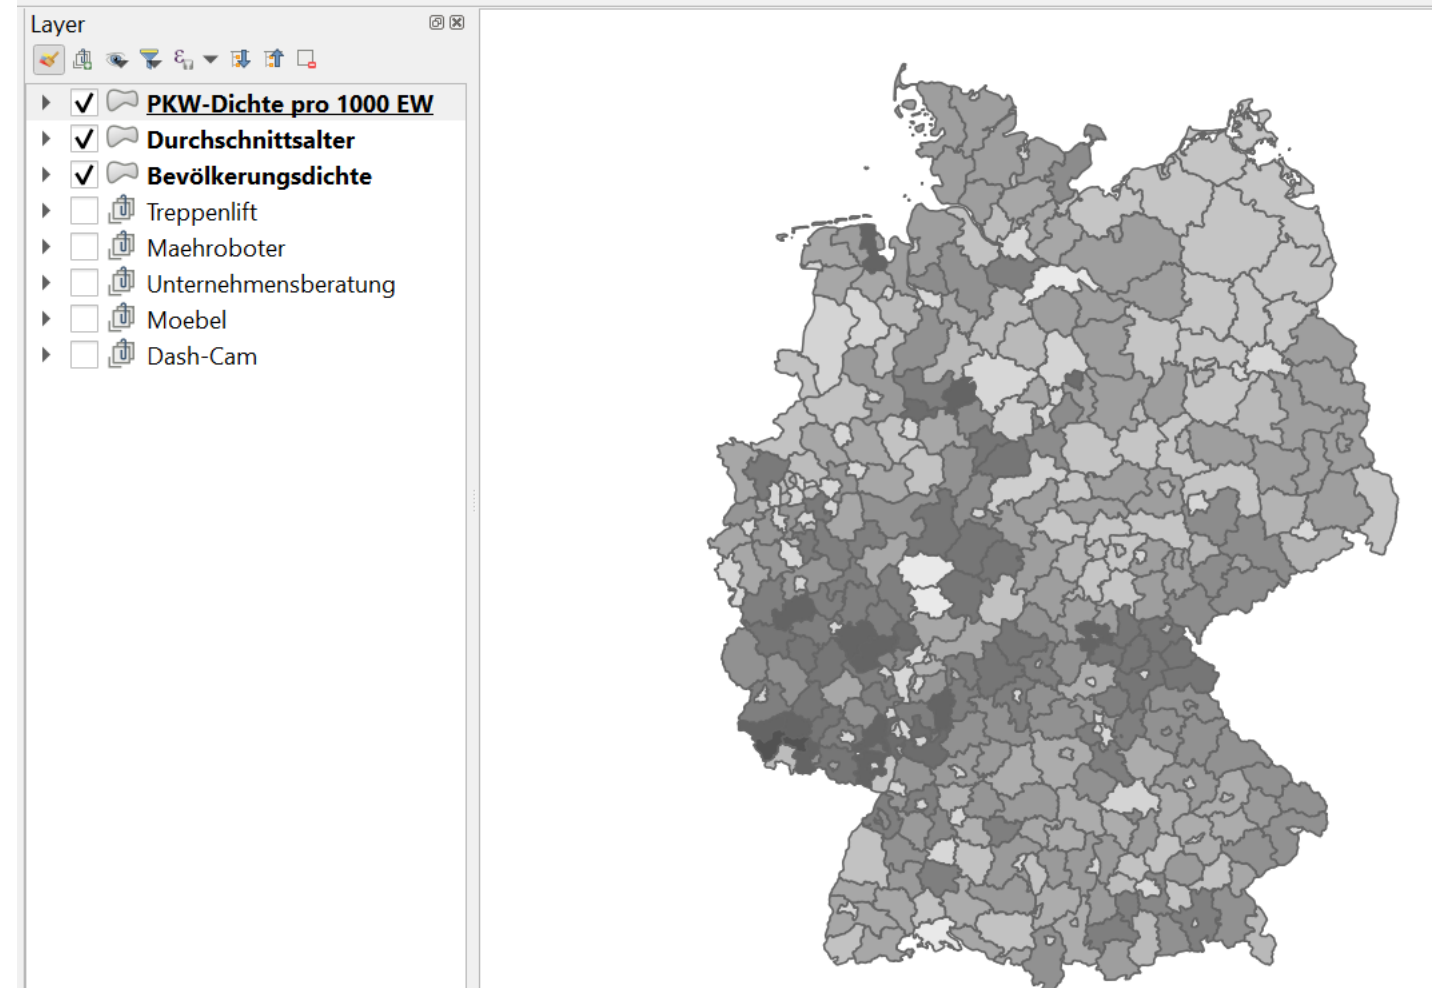 Layer
PKW-Dichte pro 1000 EW
Durchschnittsalter
Bevölkerungsdichte
Treppenlift
Maehroboter
Unternehmensberatung
Moebel
Dash-Cam